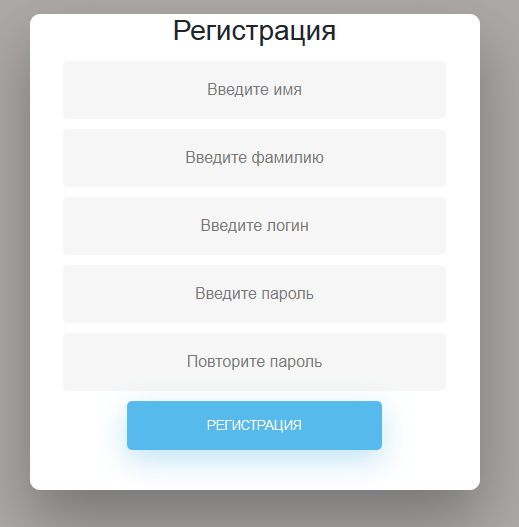 Регистрация
Введите имя
Введите фамилию
Введите логин
Введите пароль
Повторите пароль
РЕГИСТРАЦИЯ